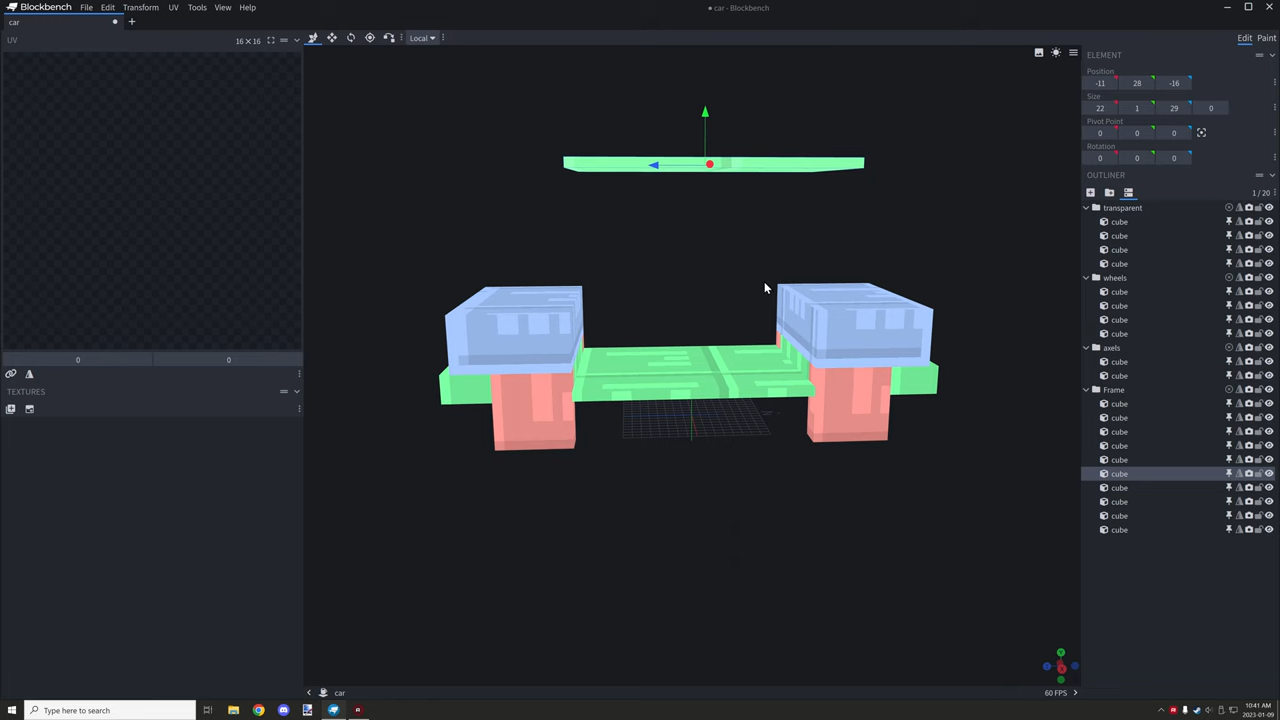 Blockbench File Edit Transform UV Tools View Help
• car - Blockbench
car
UV
16×16
Local
Edit Paint
ELEMENT
Position
-11 28 -16
Size
22 1 29 0
Pivot Point
0 0 0
Rotation
0 0 0
OUTLINER
1 / 20
transparent
cube
cube
cube
cube
wheels
cube
cube
cube
cube
axels
cube
cube
Frame
cube
cube
cube
cube
cube
cube
cube
cube
cube
cube
0 0
TEXTURES
car
60 FPS
Type here to search
10:41 AM
2023-01-09